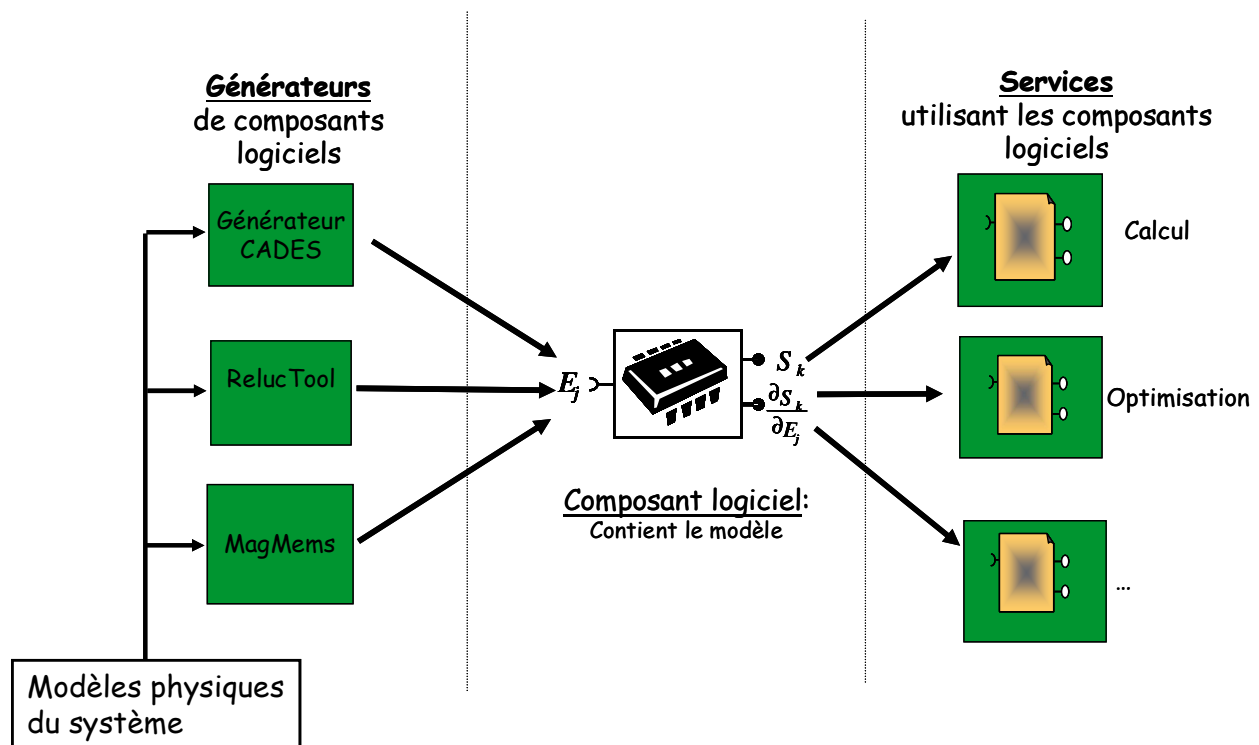 Générateurs
de composants
logiciels
Générateur
CADES
RelucTool
MagMems
Modèles physiques
du système
E_j
S_k
∂S_k
∂E_j
Composant logiciel:
Contient le modèle
Services
utilisant les composants
logiciels
Calcul
Optimisation
...